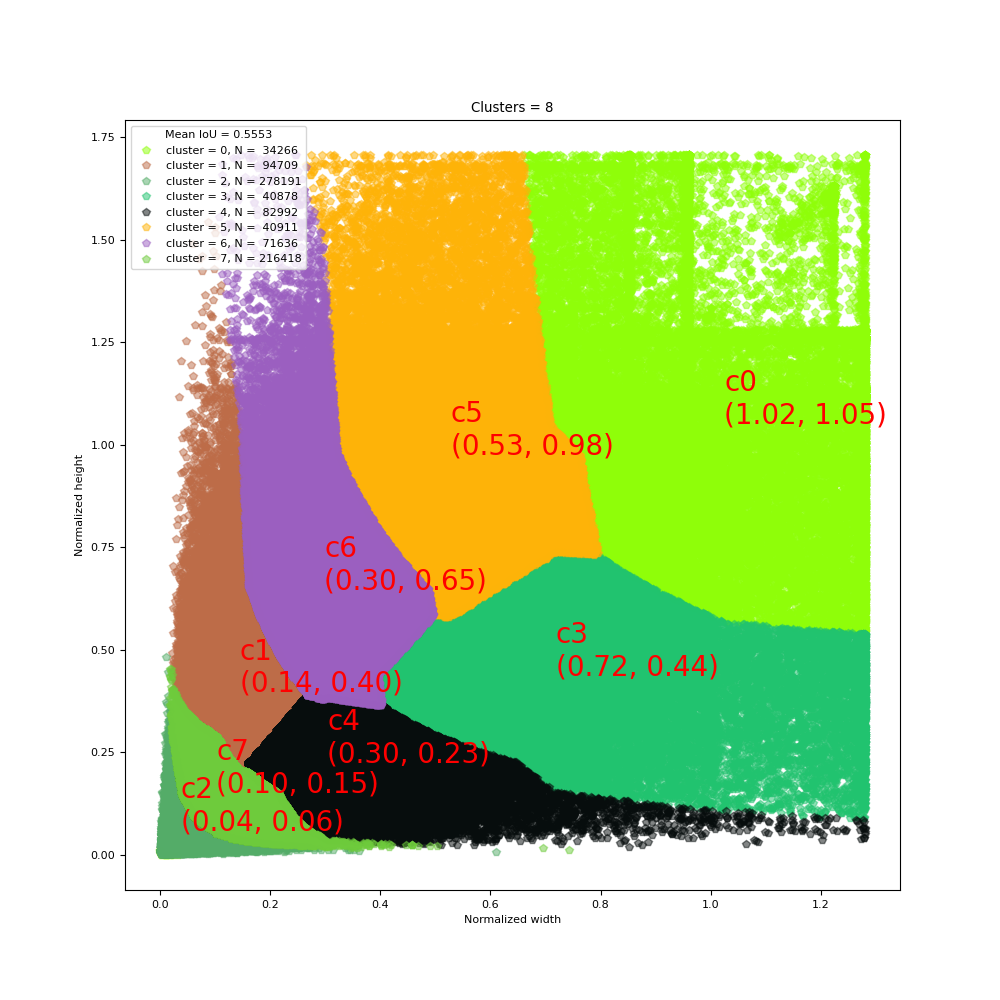 Clusters = 8
Mean IoU = 0.5553
cluster = 0, N = 34266
cluster = 1, N = 94709
cluster = 2, N = 278191
cluster = 3, N = 40878
cluster = 4, N = 82992
cluster = 5, N = 40911
cluster = 6, N = 71636
cluster = 7, N = 216418
1.75
1.50
1.25
1.00
0.75
0.50
0.25
0.00
Normalized height
c0
(1.02, 1.05)
c5
(0.53, 0.98)
c6
(0.30, 0.65)
c3
(0.72, 0.44)
c1
(0.14, 0.40)
c4
(0.30, 0.23)
c7
(0.10, 0.15)
c2
(0.04, 0.06)
0.0 0.2 0.4 0.6 0.8 1.0 1.2
Normalized width